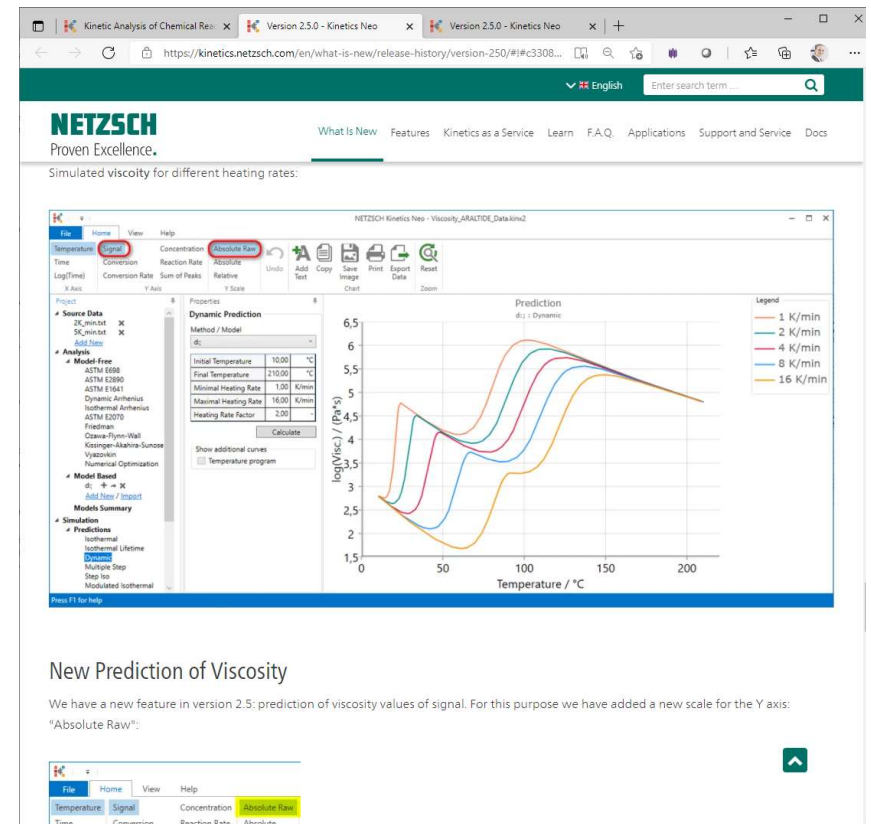 Kinetic Analysis of Chemical Rea
Version 2.5.0 - Kinetics Neo
Version 2.5.0 - Kinetics Neo
https://kinetics.netzsch.com/en/what-is-new/release-history/version-250/#!#c3308...
English
Enter search term ...
NETZSCH
Proven Excellence.
What Is New Features Kinetics as a Service Learn F.A.Q. Applications Support and Service Docs
Simulated viscoity for different heating rates:
NETZSCH Kinetics Neo - Viscosity_ARALTIDE_Data.kinx2
File Home View Help
Temperature Signal Concentration Absolute Raw
Time Conversion Reaction Rate Absolute
Log(Time) Conversion Rate Sum of Peaks Relative
X Axis Y Axis Y Scale
Undo
Add Text
Copy
Save Image
Print
Export Data
Reset
Chart
Zoom
Project
Source Data
2K_min.txt
5K_min.txt
Add New
Analysis
Model-Free
ASTM E698
ASTM E2890
ASTM E1641
Dynamic Arrhenius
Isothermal Arrhenius
ASTM E2070
Friedman
Ozawa-Flynn-Wall
Kissinger-Akahira-Sunose
Vyazovkin
Numerical Optimization
Model Based
d:;
Add New / Import
Models Summary
Simulation
Predictions
Isothermal
Isothermal Lifetime
Dynamic
Multiple Step
Step Iso
Modulated Isothermal
Properties
Dynamic Prediction
Method / Model
d:;
Initial Temperature 10,00 °C
Final Temperature 210,00 °C
Minimal Heating Rate 1,00 K/min
Maximal Heating Rate 16,00 K/min
Heating Rate Factor 2,00 -
Calculate
Show additional curves
Temperature program
Prediction
d:; : Dynamic
log(Visc.) / (Pa*s)
6,5
6
5,5
5
4,5
4
3,5
3
2,5
2
1,5
0 50 100 150 200
Temperature / °C
Legend
1 K/min
2 K/min
4 K/min
8 K/min
16 K/min
Press F1 for help
New Prediction of Viscosity
We have a new feature in version 2.5: prediction of viscosity values of signal. For this purpose we have added a new scale for the Y axis:
"Absolute Raw":
File Home View Help
Temperature Signal Concentration Absolute Raw
Time Conversion Reaction Rate Absolute